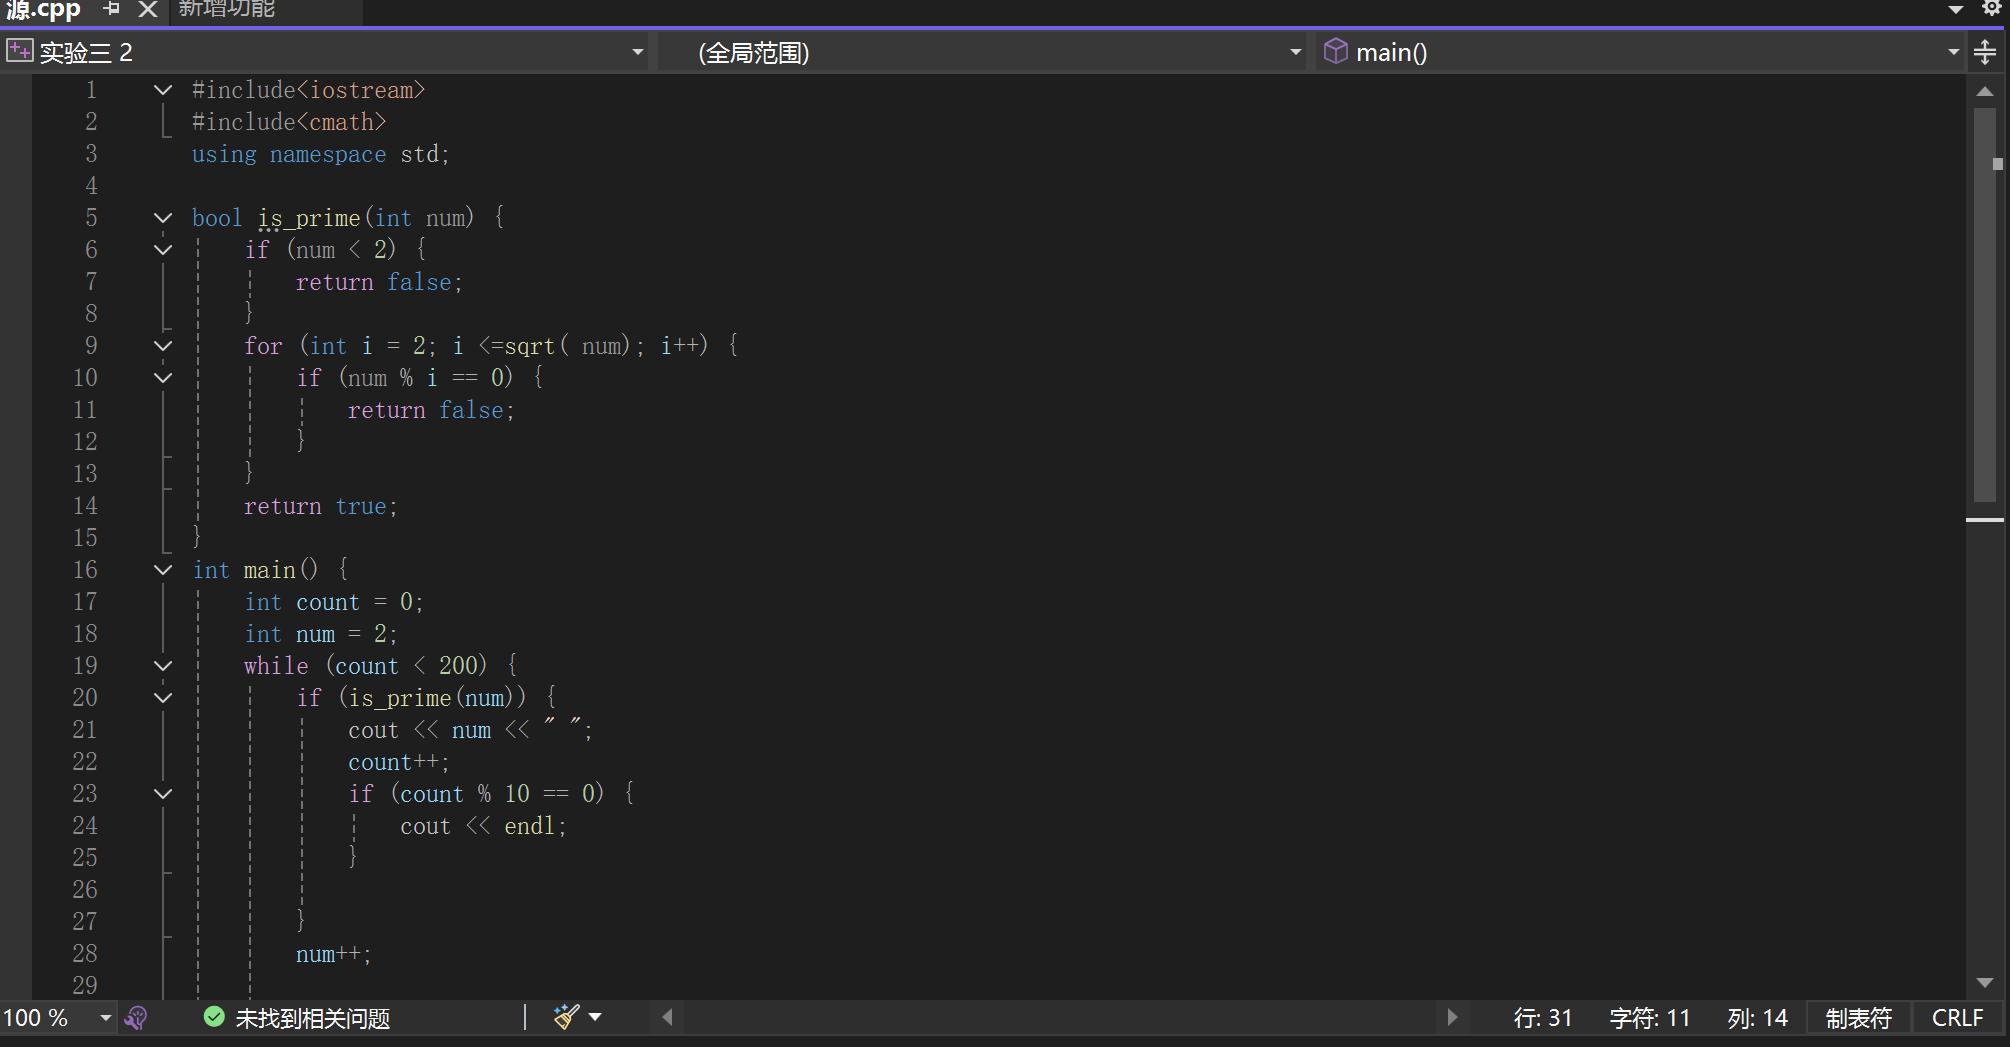 源.cpp 新增功能
实验三 2 (全局范围) main()
1 #include<iostream>
2 #include<cmath>
3 using namespace std;
4
5 bool is_prime(int num) {
6 if (num < 2) {
7 return false;
8 }
9 for (int i = 2; i <=sqrt( num); i++) {
10 if (num % i == 0) {
11 return false;
12 }
13 }
14 return true;
15 }
16 int main() {
17 int count = 0;
18 int num = 2;
19 while (count < 200) {
20 if (is_prime(num)) {
21 cout << num << " ";
22 count++;
23 if (count % 10 == 0) {
24 cout << endl;
25 }
26
27 }
28 num++;
29
100 % 未找到相关问题 行: 31 字符: 11 列: 14 制表符 CRLF